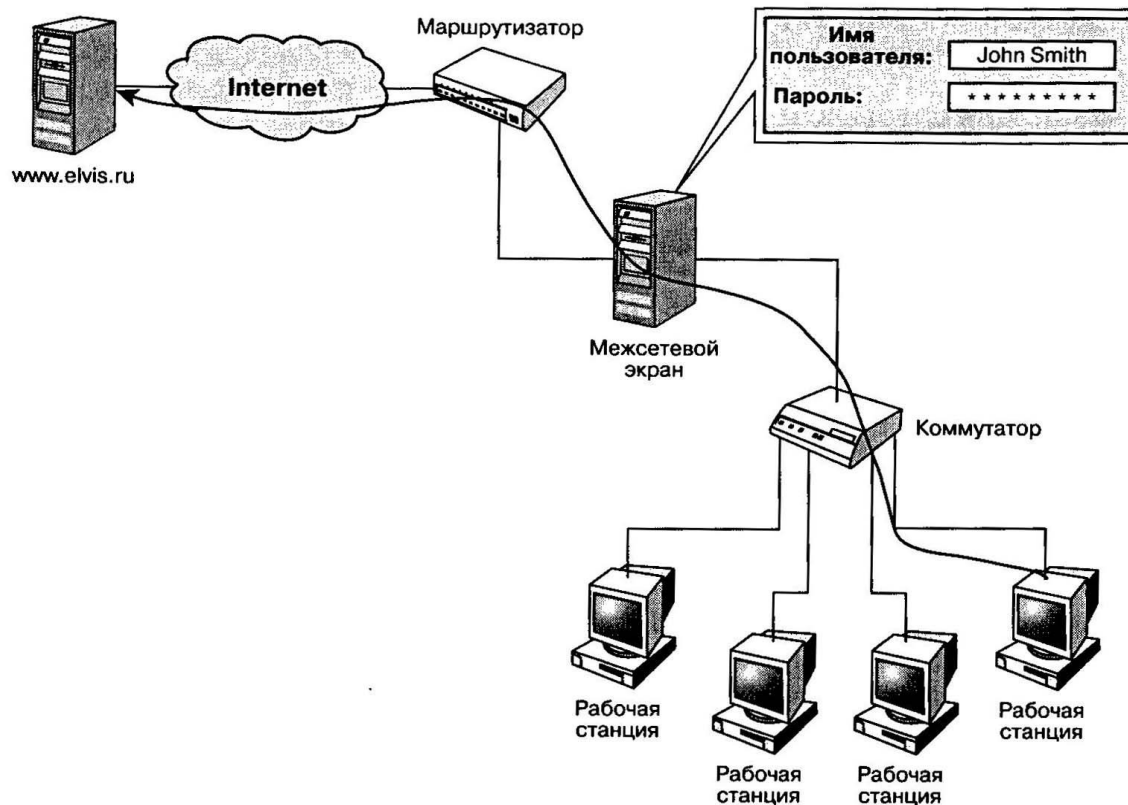 Маршрутизатор
Имя
пользователя:
John Smith
Пароль:
* * * * * * * * *
Internet
www.elvis.ru
Межсетевой
экран
Коммутатор
Рабочая
станция
Рабочая
станция
Рабочая
станция
Рабочая
станция